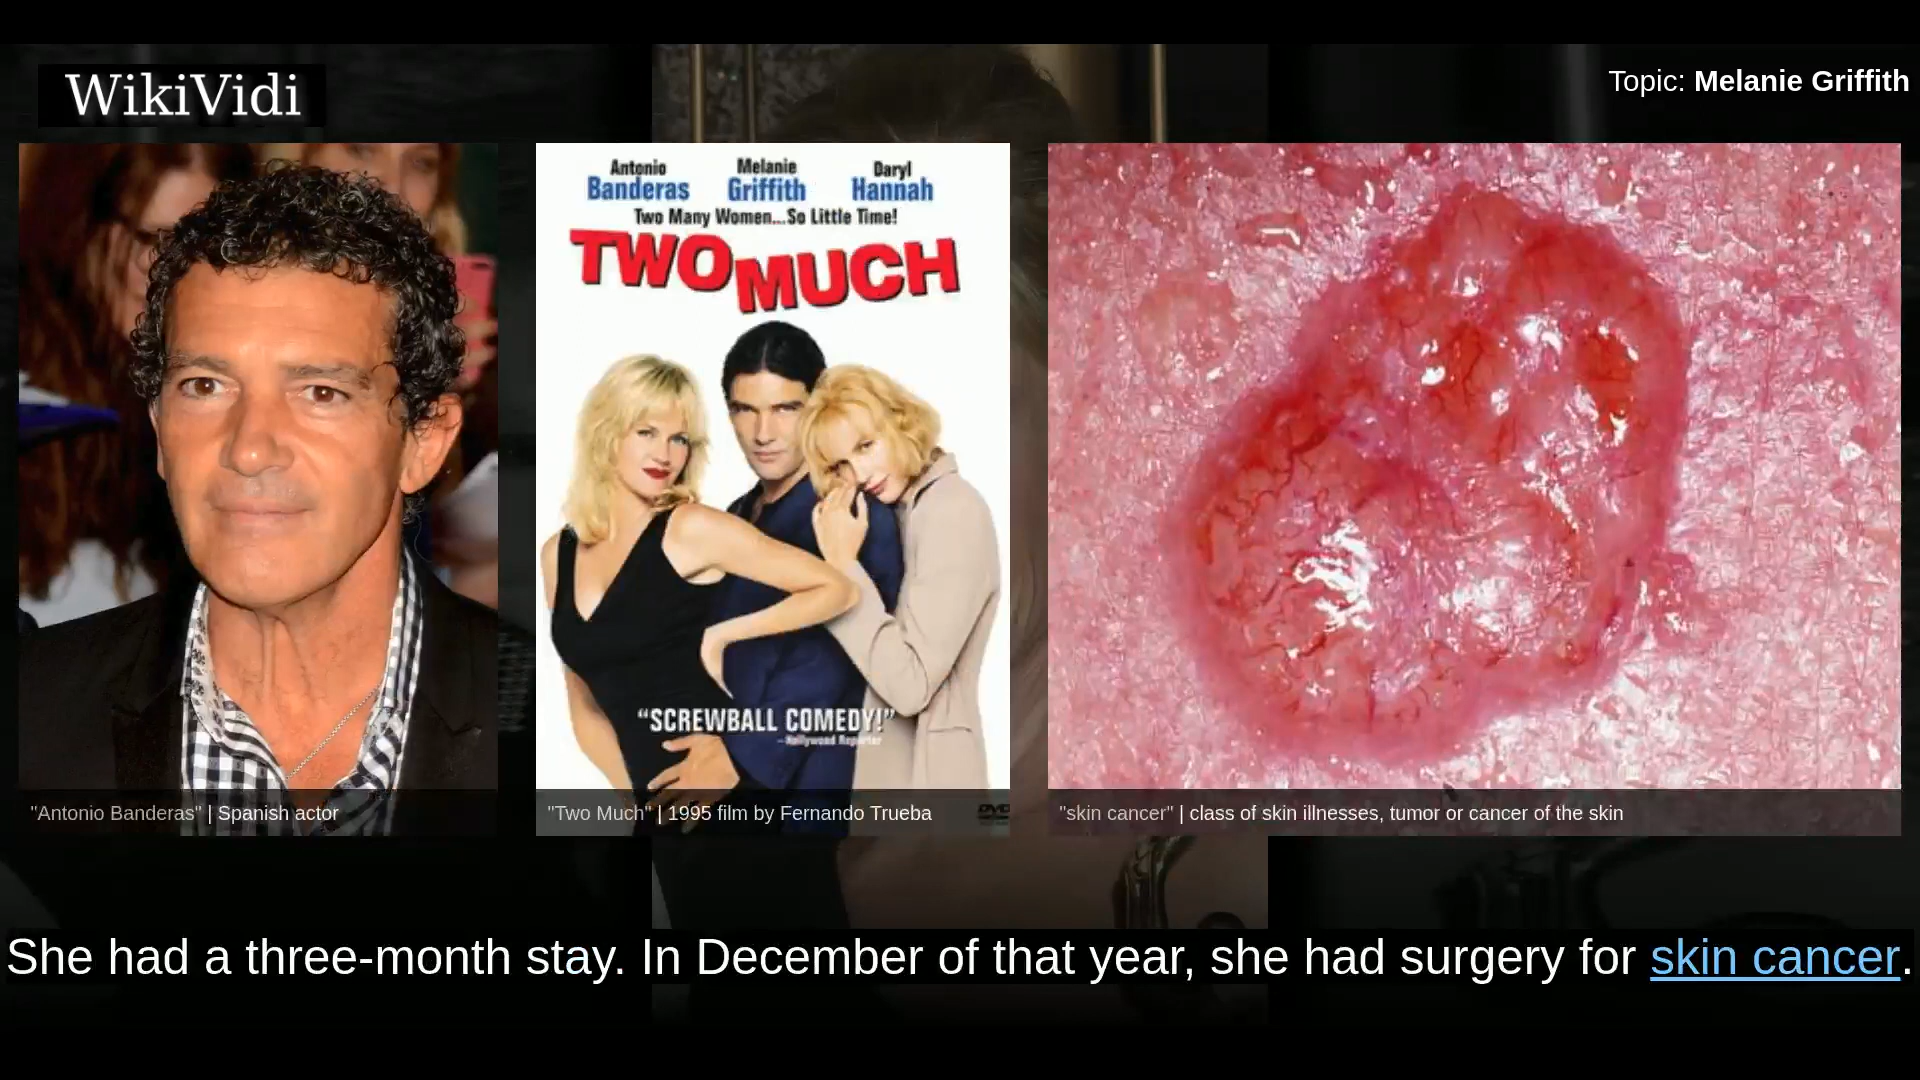 WikiVidi
Topic: Melanie Griffith
Antonio
Banderas
Melanie
Griffith
Daryl
Hannah
Two Many Women...So Little Time!
TWO MUCH
“SCREWBALL COMEDY!”
—Hollywood Reporter
DVD
"Antonio Banderas" | Spanish actor
"Two Much" | 1995 film by Fernando Trueba
"skin cancer" | class of skin illnesses, tumor or cancer of the skin
She had a three-month stay. In December of that year, she had surgery for skin cancer.